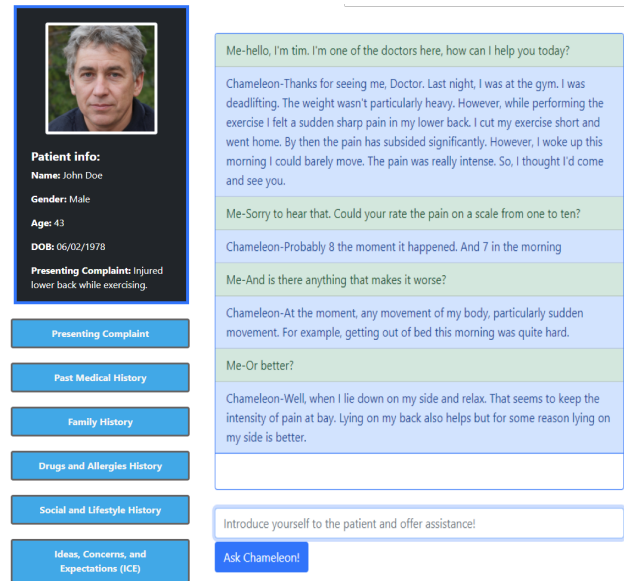 Patient info:
Name: John Doe
Gender: Male
Age: 43
DOB: 06/02/1978
Presenting Complaint: Injured
lower back while exercising.
Presenting Complaint
Past Medical History
Family History
Drugs and Allergies History
Social and Lifestyle History
Ideas, Concerns, and
Expectations (ICE)
Me-hello, I'm tim. I'm one of the doctors here, how can I help you today?
Chameleon-Thanks for seeing me, Doctor. Last night, I was at the gym. I was
deadlifting. The weight wasn't particularly heavy. However, while performing the
exercise I felt a sudden sharp pain in my lower back. I cut my exercise short and
went home. By then the pain has subsided significantly. However, I woke up this
morning I could barely move. The pain was really intense. So, I thought I'd come
and see you.
Me-Sorry to hear that. Could your rate the pain on a scale from one to ten?
Chameleon-Probably 8 the moment it happened. And 7 in the morning
Me-And is there anything that makes it worse?
Chameleon-At the moment, any movement of my body, particularly sudden
movement. For example, getting out of bed this morning was quite hard.
Me-Or better?
Chameleon-Well, when I lie down on my side and relax. That seems to keep the
intensity of pain at bay. Lying on my back also helps but for some reason lying on
my side is better.
Introduce yourself to the patient and offer assistance!
Ask Chameleon!